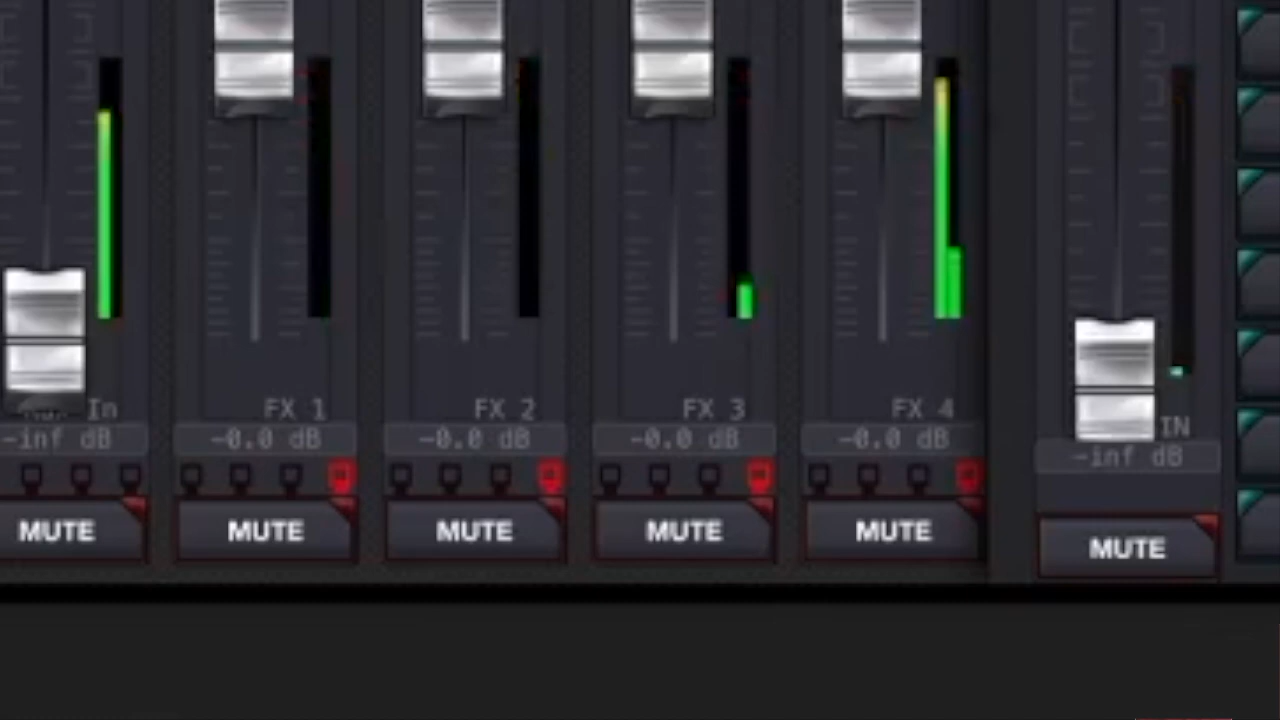 In FX 1 FX 2 FX 3 FX 4 IN
-inf dB -0.0 dB -0.0 dB -0.0 dB -0.0 dB -inf dB
MUTE MUTE MUTE MUTE MUTE MUTE